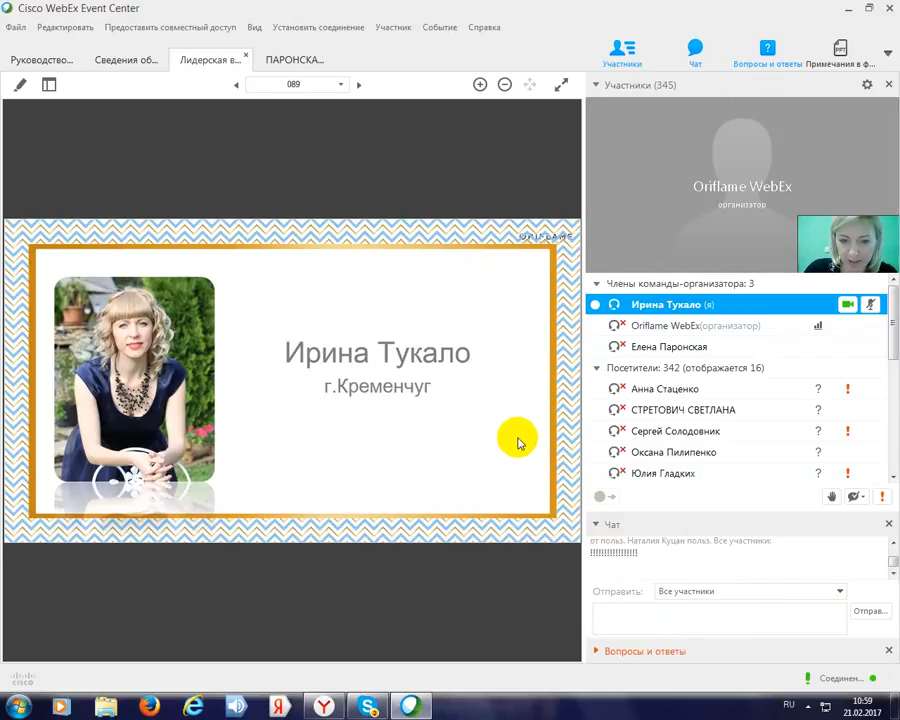 Cisco WebEx Event Center
Файл Редактировать Предоставить совместный доступ Вид Установить соединение Участник Событие Справка
Руководство... Сведения об... Лидерская в... ПАРОНСКА...
Участники Чат Вопросы и ответы Примечания в ф...
089
Участники (345)
Oriflame WebEx
организатор
ORIFLAME
Ирина Тукало
г.Кременчуг
Члены команды-организатора: 3
Ирина Тукало (я)
Oriflame WebEx(организатор)
Елена Паронская
Посетители: 342 (отображается 16)
Анна Стаценко ? !
СТРЕТОВИЧ СВЕТЛАНА ?
Сергей Солодовник ? !
Оксана Пилипенко ?
Юлия Гладких ? !
Чат
от польз. Наталия Куцан польз. Все участники:
!!!!!!!!!!!!!!!!!
Отправить: Все участники
Отправ...
Вопросы и ответы
cisco
Соединен...
RU 10:59
21.02.2017